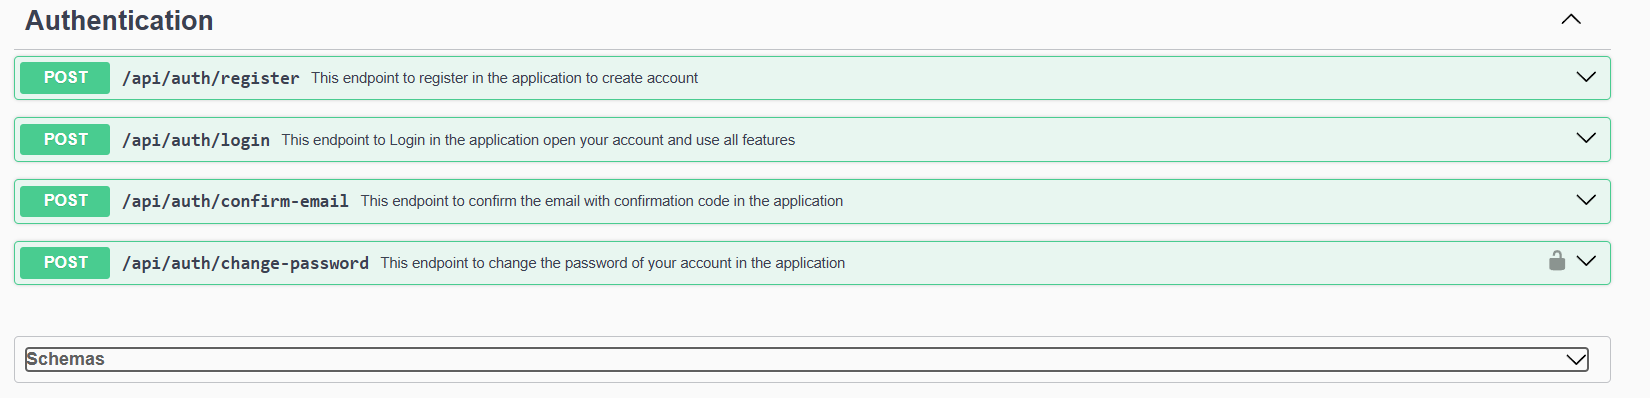 Authentication
POST /api/auth/register This endpoint to register in the application to create account
POST /api/auth/login This endpoint to Login in the application open your account and use all features
POST /api/auth/confirm-email This endpoint to confirm the email with confirmation code in the application
POST /api/auth/change-password This endpoint to change the password of your account in the application
Schemas